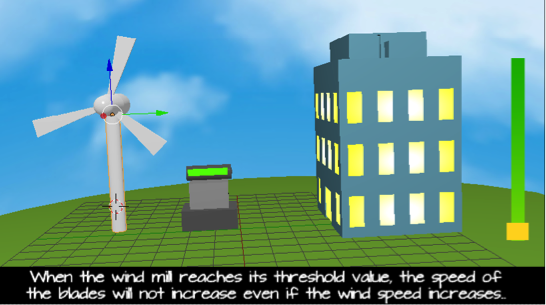 When the wind mill reaches its threshold value, the speed of
the blades will not increase even if the wind speed increases..